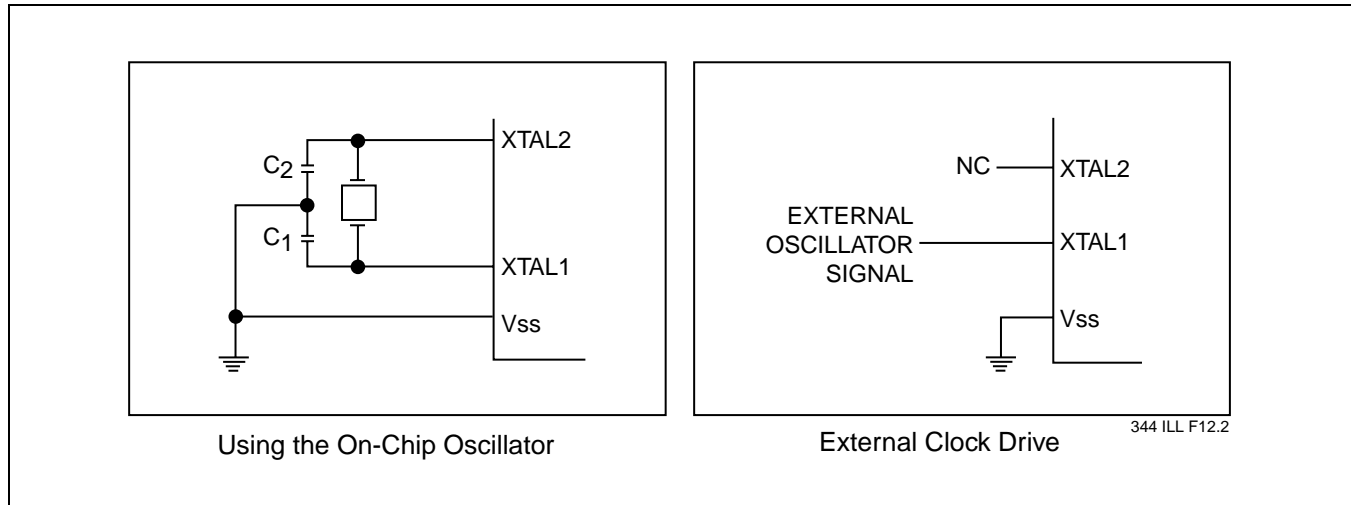 XTAL2
C2
C1
XTAL1
Vss
Using the On-Chip Oscillator
NC
XTAL2
EXTERNAL
OSCILLATOR
SIGNAL
XTAL1
Vss
External Clock Drive
344 ILL F12.2